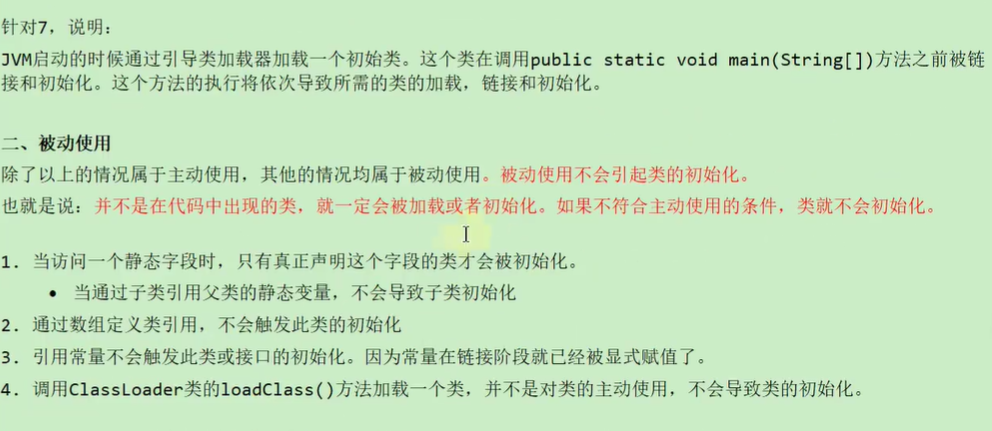 针对7，说明：
JVM启动的时候通过引导类加载器加载一个初始类。这个类在调用public static void main(String[])方法之前被链
接和初始化。这个方法的执行将依次导致所需的类的加载，链接和初始化。
二、被动使用
除了以上的情况属于主动使用，其他的情况均属于被动使用。被动使用不会引起类的初始化。
也就是说：并不是在代码中出现的类，就一定会被加载或者初始化。如果不符合主动使用的条件，类就不会初始化。
1. 当访问一个静态字段时，只有真正声明这个字段的类才会被初始化。
• 当通过子类引用父类的静态变量，不会导致子类初始化
2. 通过数组定义类引用，不会触发此类的初始化
3. 引用常量不会触发此类或接口的初始化。因为常量在链接阶段就已经被显式赋值了。
4. 调用ClassLoader类的loadClass()方法加载一个类，并不是对类的主动使用，不会导致类的初始化。